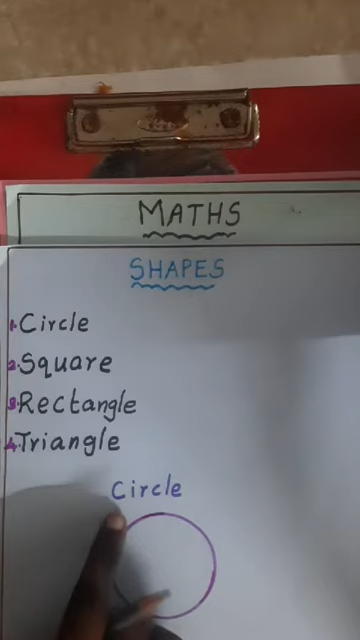 MATHS
SHAPES
1.Circle
2.Square
3.Rectangle
4.Triangle
Circle